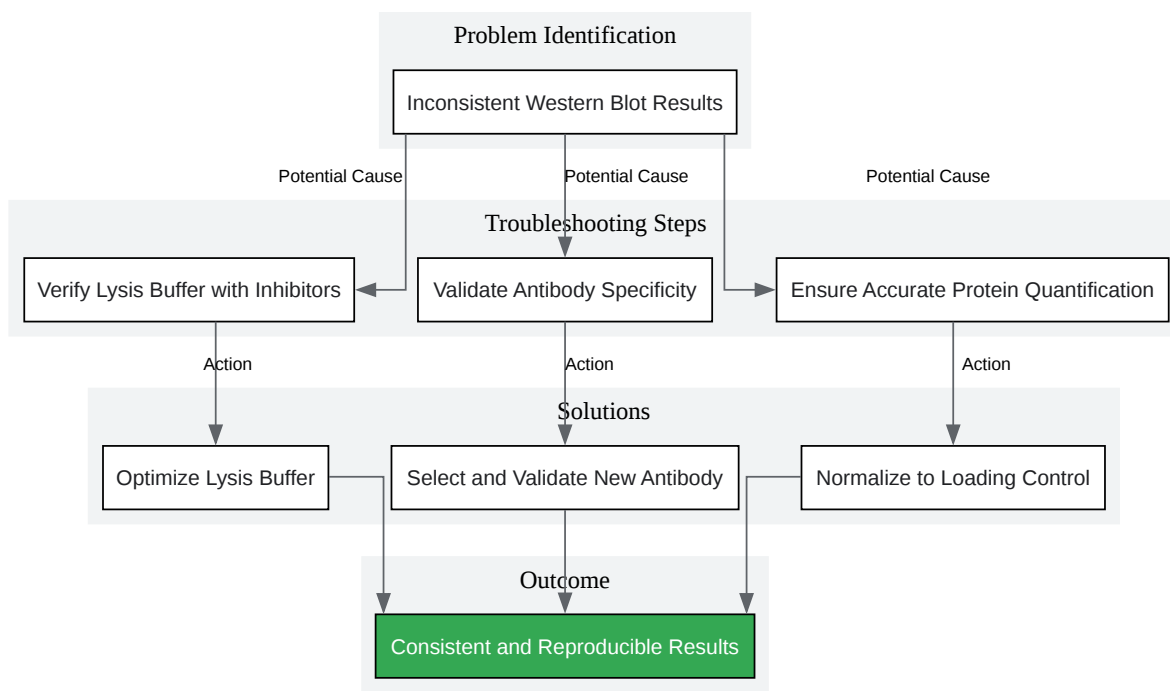 Problem Identification
Inconsistent Western Blot Results
Potential Cause
Potential Cause
Potential Cause
Troubleshooting Steps
Verify Lysis Buffer with Inhibitors
Validate Antibody Specificity
Ensure Accurate Protein Quantification
Action
Action
Action
Solutions
Optimize Lysis Buffer
Select and Validate New Antibody
Normalize to Loading Control
Outcome
Consistent and Reproducible Results